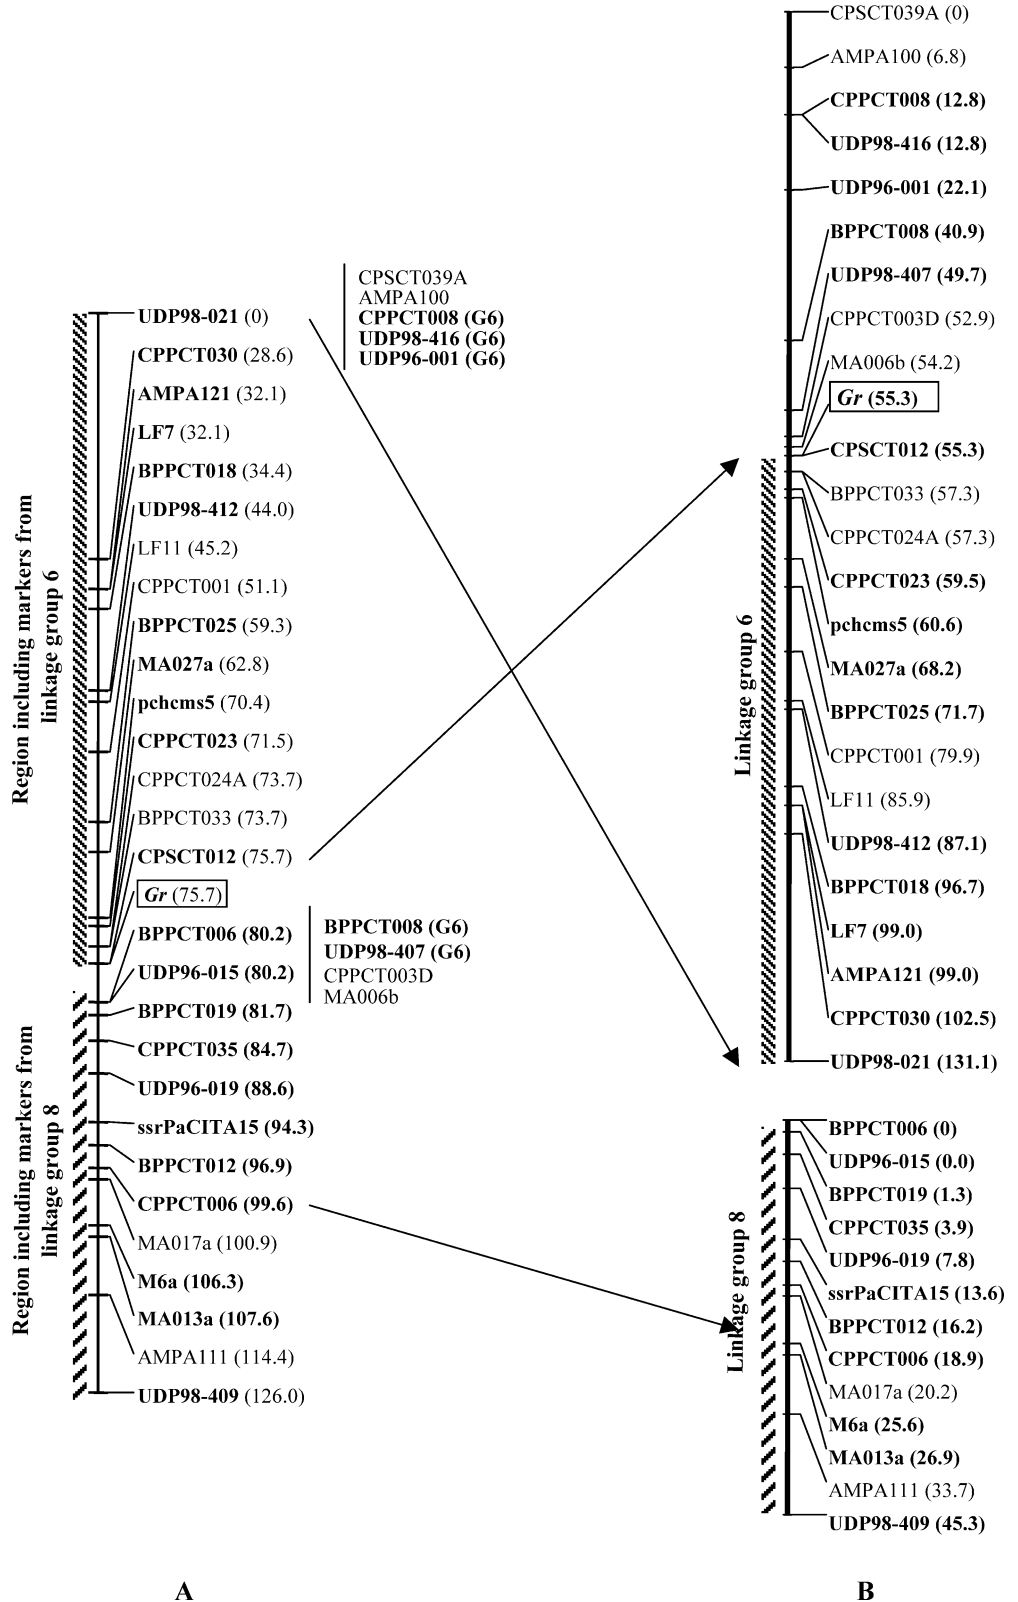 CPSCT039A
AMPA100
CPPCT008 (G6)
UDP98-416 (G6)
UDP96-001 (G6)
UDP98-021 (0)
CPPCT030 (28.6)
AMPA121 (32.1)
LF7 (32.1)
BPPCT018 (34.4)
UDP98-412 (44.0)
LF11 (45.2)
CPPCT001 (51.1)
BPPCT025 (59.3)
MA027a (62.8)
pchcms5 (70.4)
CPPCT023 (71.5)
CPPCT024A (73.7)
BPPCT033 (73.7)
CPSCT012 (75.7)
Gr (75.7)
BPPCT006 (80.2)
UDP96-015 (80.2)
BPPCT019 (81.7)
CPPCT035 (84.7)
UDP96-019 (88.6)
ssrPaCITA15 (94.3)
BPPCT012 (96.9)
CPPCT006 (99.6)
MA017a (100.9)
M6a (106.3)
MA013a (107.6)
AMPA111 (114.4)
UDP98-409 (126.0)
BPPCT008 (G6)
UDP98-407 (G6)
CPPCT003D
MA006b
Region including markers from
linkage group 6
Region including markers from
linkage group 8
A
CPSCT039A (0)
AMPA100 (6.8)
CPPCT008 (12.8)
UDP98-416 (12.8)
UDP96-001 (22.1)
BPPCT008 (40.9)
UDP98-407 (49.7)
CPPCT003D (52.9)
MA006b (54.2)
Gr (55.3)
CPSCT012 (55.3)
BPPCT033 (57.3)
CPPCT024A (57.3)
CPPCT023 (59.5)
pchcms5 (60.6)
MA027a (68.2)
BPPCT025 (71.7)
CPPCT001 (79.9)
LF11 (85.9)
UDP98-412 (87.1)
BPPCT018 (96.7)
LF7 (99.0)
AMPA121 (99.0)
CPPCT030 (102.5)
UDP98-021 (131.1)
Linkage group 6
BPPCT006 (0)
UDP96-015 (0.0)
BPPCT019 (1.3)
CPPCT035 (3.9)
UDP96-019 (7.8)
ssrPaCITA15 (13.6)
BPPCT012 (16.2)
CPPCT006 (18.9)
MA017a (20.2)
M6a (25.6)
MA013a (26.9)
AMPA111 (33.7)
UDP98-409 (45.3)
Linkage group 8
B